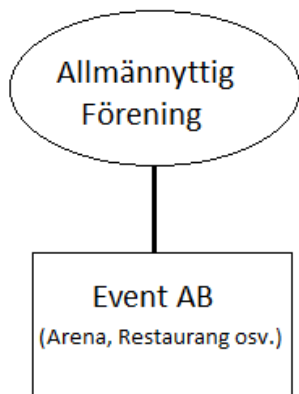 Allmännyttig
Förening
Event AB
(Arena, Restaurang osv.)